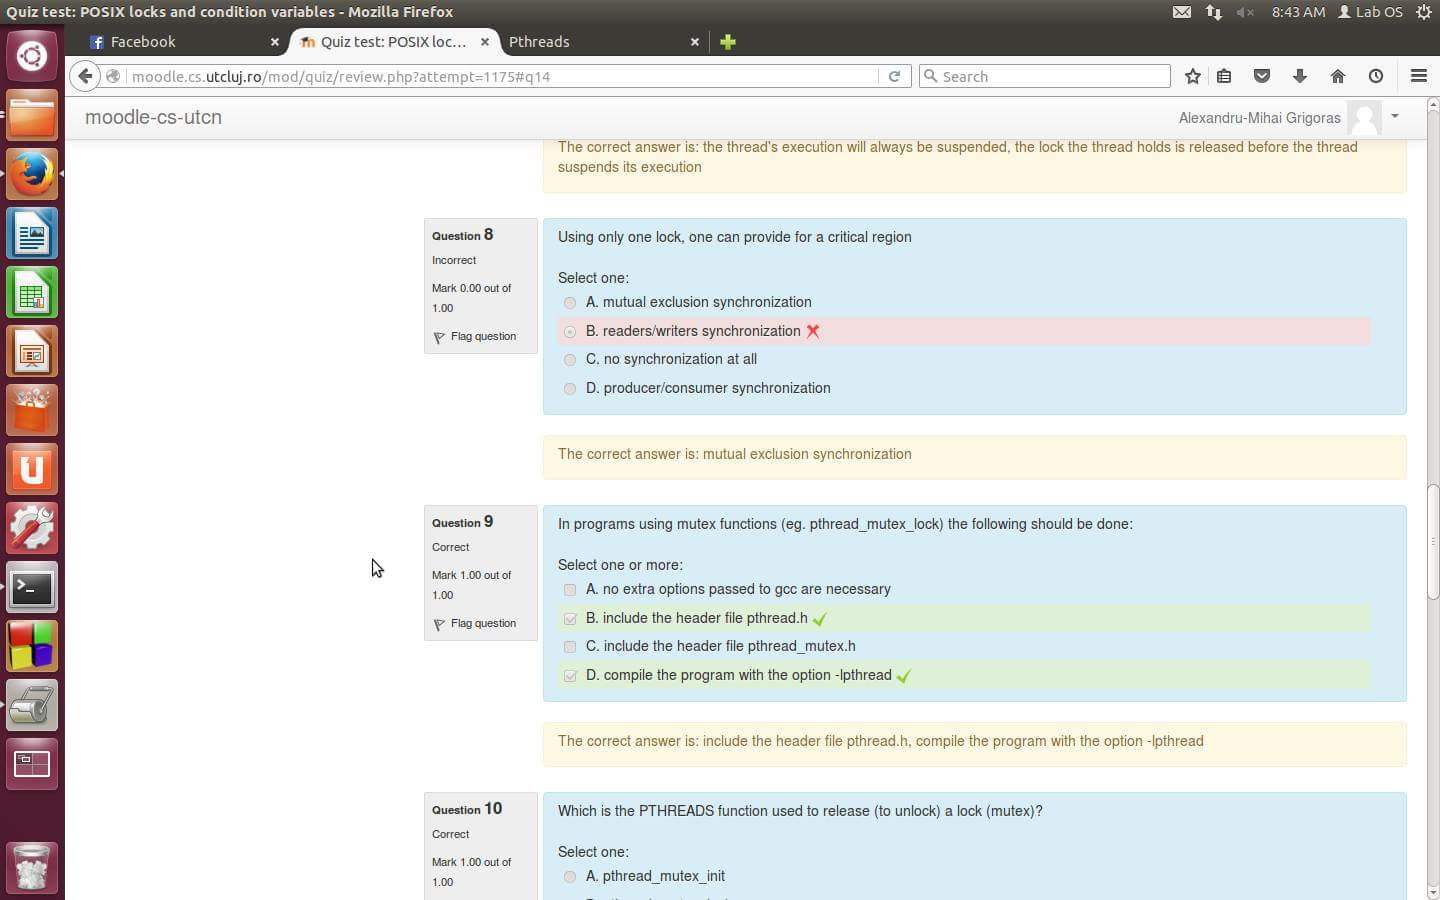 Quiz test: POSIX locks and condition variables - Mozilla Firefox
8:43 AM
Lab OS
Facebook
Quiz test: POSIX loc...
Pthreads
moodle.cs.utcluj.ro/mod/quiz/review.php?attempt=1175#q14
Search
moodle-cs-utcn
Alexandru-Mihai Grigoras
The correct answer is: the thread's execution will always be suspended, the lock the thread holds is released before the thread
suspends its execution
Question 8
Incorrect
Mark 0.00 out of
1.00
Flag question
Using only one lock, one can provide for a critical region
Select one:
A. mutual exclusion synchronization
B. readers/writers synchronization
C. no synchronization at all
D. producer/consumer synchronization
The correct answer is: mutual exclusion synchronization
Question 9
Correct
Mark 1.00 out of
1.00
Flag question
In programs using mutex functions (eg. pthread_mutex_lock) the following should be done:
Select one or more:
A. no extra options passed to gcc are necessary
B. include the header file pthread.h
C. include the header file pthread_mutex.h
D. compile the program with the option -lpthread
The correct answer is: include the header file pthread.h, compile the program with the option -lpthread
Question 10
Correct
Mark 1.00 out of
1.00
Which is the PTHREADS function used to release (to unlock) a lock (mutex)?
Select one:
A. pthread_mutex_init